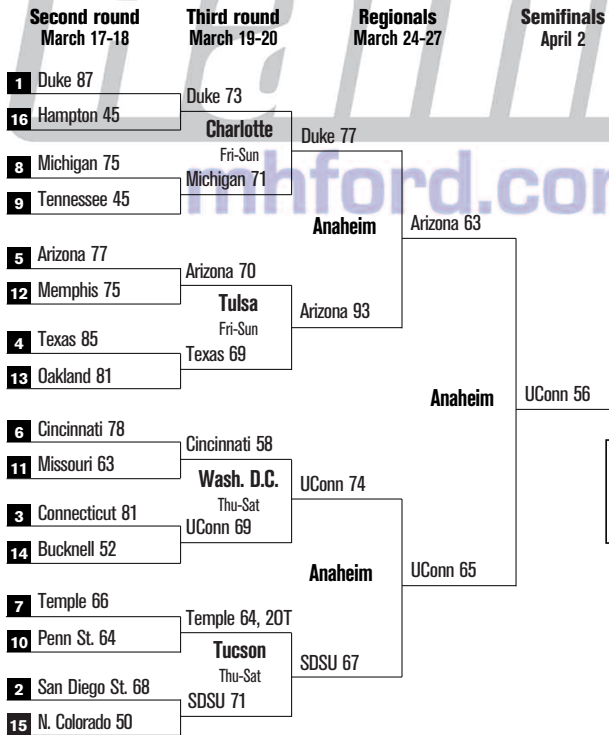 Second round
March 17-18
Third round
March 19-20
Regionals
March 24-27
Semifinals
April 2
1 Duke 87
16 Hampton 45
8 Michigan 75
9 Tennessee 45
5 Arizona 77
12 Memphis 75
4 Texas 85
13 Oakland 81
6 Cincinnati 78
11 Missouri 63
3 Connecticut 81
14 Bucknell 52
7 Temple 66
10 Penn St. 64
2 San Diego St. 68
15 N. Colorado 50
Duke 73
Charlotte
Fri-Sun
Michigan 71
Arizona 70
Tulsa
Fri-Sun
Texas 69
Cincinnati 58
Wash. D.C.
Thu-Sat
UConn 69
Temple 64, 2OT
Tucson
Thu-Sat
SDSU 71
Duke 77
Anaheim
Arizona 93
UConn 74
Anaheim
SDSU 67
Arizona 63
Anaheim
UConn 65
UConn 56
mhford.com